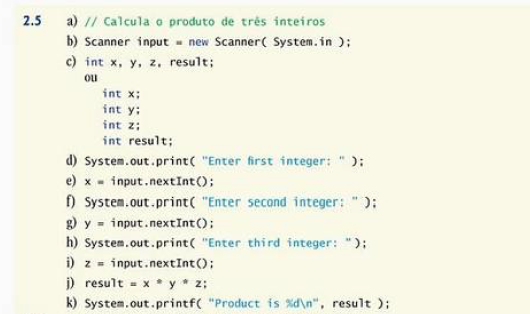 2.5 a) // Calcula o produto de três inteiros
b) Scanner input = new Scanner( System.in );
c) int x, y, z, result;
ou
int x;
int y;
int z;
int result;
d) System.out.print( "Enter first integer: " );
e) x = input.nextInt();
f) System.out.print( "Enter second integer: " );
g) y = input.nextInt();
h) System.out.print( "Enter third integer: ");
i) z = input.nextInt();
j) result = x * y * z;
k) System.out.printf( "Product is %d\n", result );